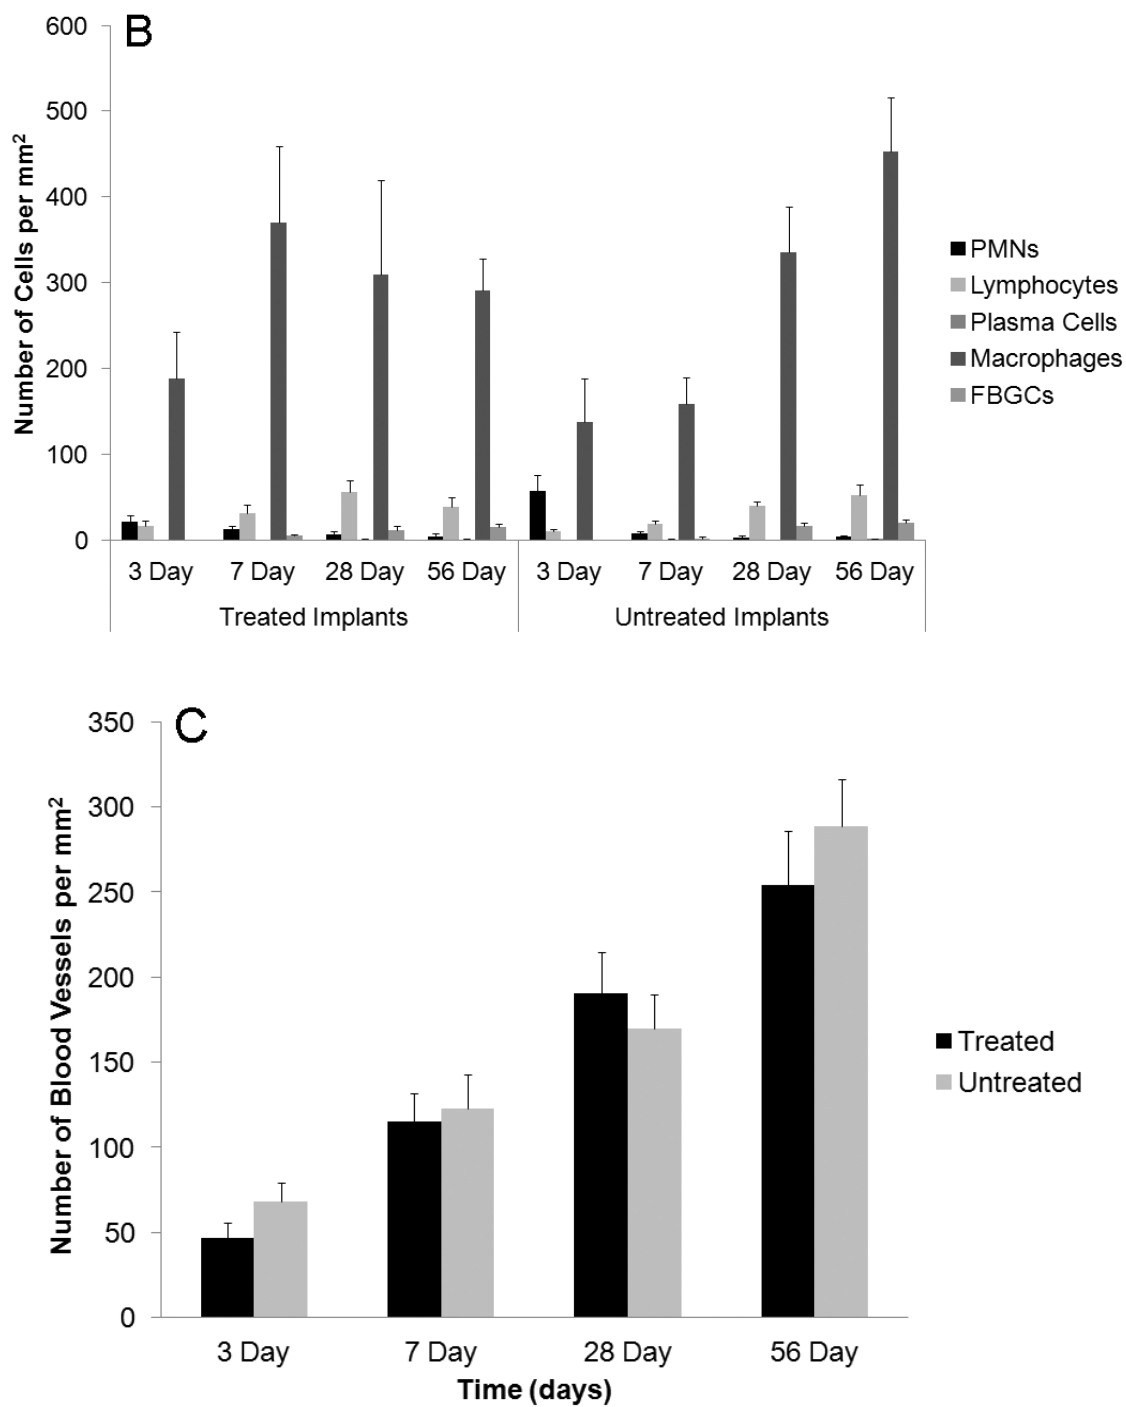 B
600
500
400
300
200
100
0
Number of Cells per mm²
3 Day 7 Day 28 Day 56 Day 3 Day 7 Day 28 Day 56 Day
Treated Implants Untreated Implants
PMNs
Lymphocytes
Plasma Cells
Macrophages
FBGCs
C
350
300
250
200
150
100
50
0
Number of Blood Vessels per mm²
3 Day 7 Day 28 Day 56 Day
Time (days)
Treated
Untreated